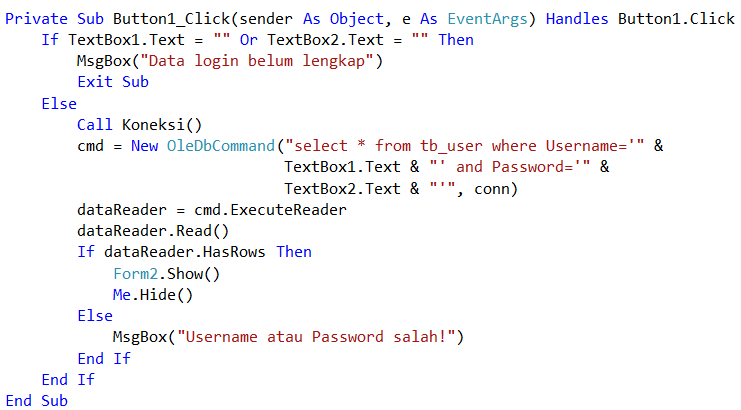 Private Sub Button1_Click(sender As Object, e As EventArgs) Handles Button1.Click
    If TextBox1.Text = "" Or TextBox2.Text = "" Then
        MsgBox("Data login belum lengkap")
        Exit Sub
    Else
        Call Koneksi()
        cmd = New OleDbCommand("select * from tb_user where Username='" &
                               TextBox1.Text & "' and Password='" &
                               TextBox2.Text & "'", conn)
        dataReader = cmd.ExecuteReader
        dataReader.Read()
        If dataReader.HasRows Then
            Form2.Show()
            Me.Hide()
        Else
            MsgBox("Username atau Password salah!")
        End If
    End If
End Sub